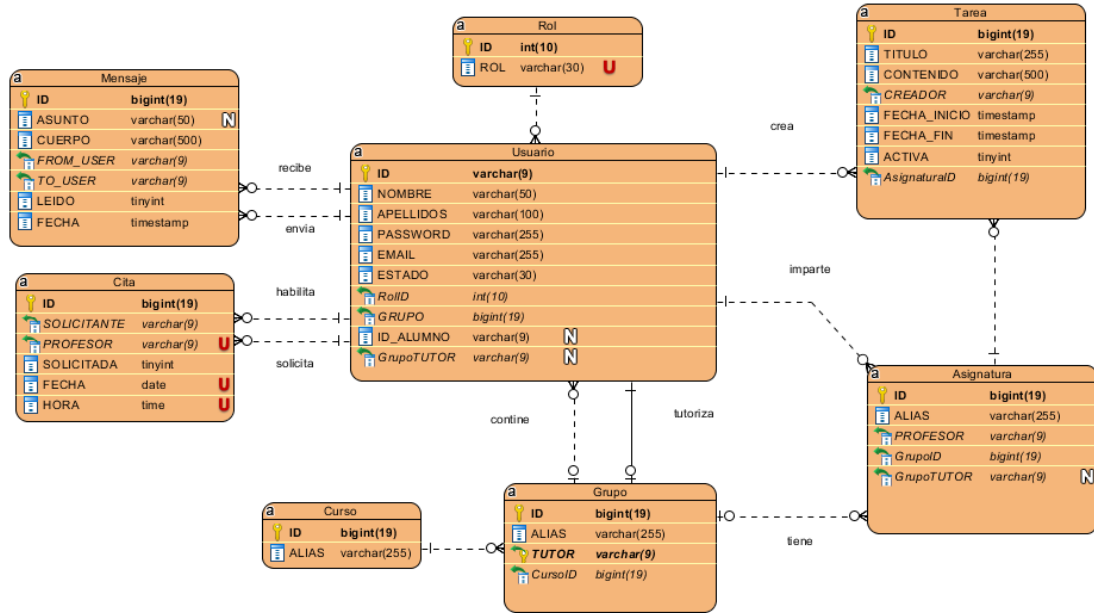 a
Rol
ID int(10)
ROL varchar(30) U
a
Mensaje
ID bigint(19)
ASUNTO varchar(50) N
CUERPO varchar(500)
FROM_USER varchar(9)
TO_USER varchar(9)
LEIDO tinyint
FECHA timestamp
a
Tarea
ID bigint(19)
TITULO varchar(255)
CONTENIDO varchar(500)
CREADOR varchar(9)
FECHA_INICIO timestamp
FECHA_FIN timestamp
ACTIVA tinyint
AsignaturaID bigint(19)
crea
recibe
envia
a
Usuario
ID varchar(9)
NOMBRE varchar(50)
APELLIDOS varchar(100)
PASSWORD varchar(255)
EMAIL varchar(255)
ESTADO varchar(30)
RolID int(10)
GRUPO bigint(19)
ID_ALUMNO varchar(9) N
GrupoTUTOR varchar(9) N
imparte
a
Cita
ID bigint(19)
SOLICITANTE varchar(9)
PROFESOR varchar(9) U
SOLICITADA tinyint
FECHA date U
HORA time U
habilita
solicita
a
Asignatura
ID bigint(19)
ALIAS varchar(255)
PROFESOR varchar(9)
GrupoID bigint(19)
GrupoTUTOR varchar(9) N
contine
tutoriza
a
Curso
ID bigint(19)
ALIAS varchar(255)
a
Grupo
ID bigint(19)
ALIAS varchar(255)
TUTOR varchar(9)
CursoID bigint(19)
tiene